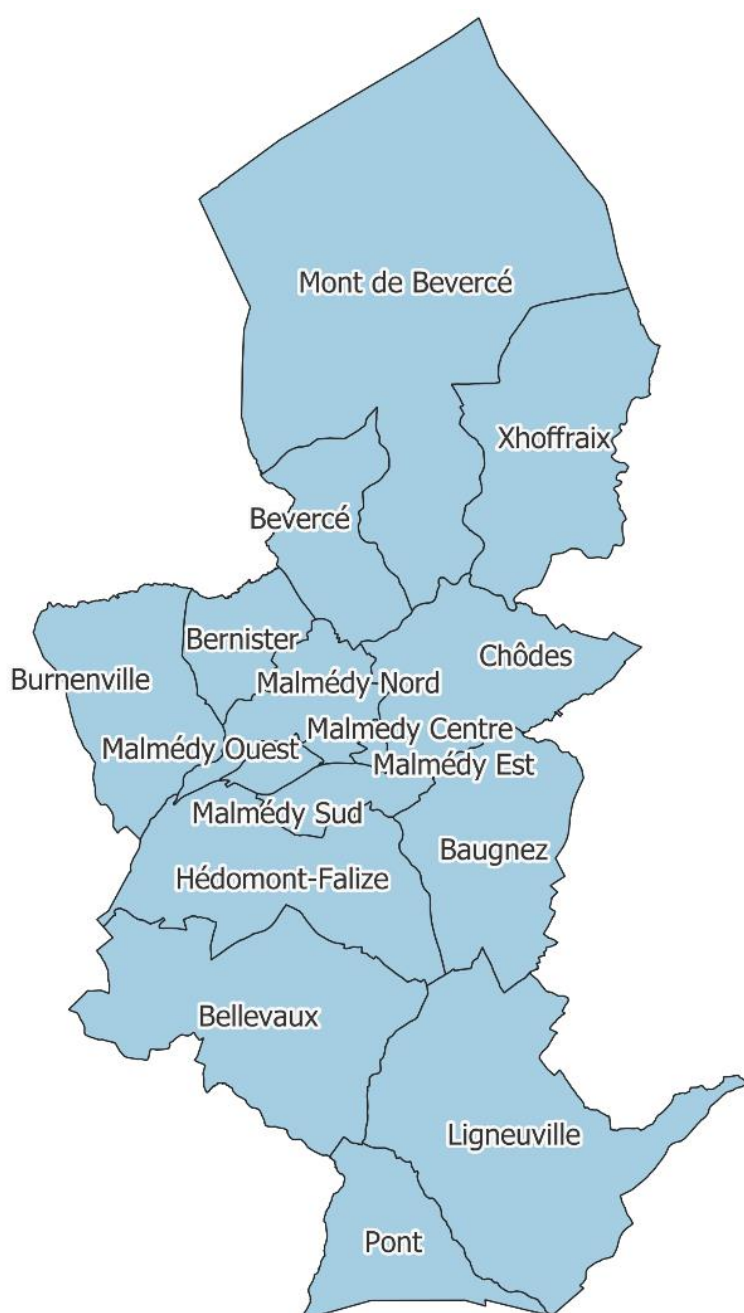 Mont de Bevercé
Xhoffraix
Bevercé
Bernister
Chôdes
Burnenville
Malmédy-Nord
Malmedy Centre
Malmédy Ouest
Malmédy Est
Malmédy Sud
Baugnez
Hédomont-Falize
Bellevaux
Ligneuville
Pont